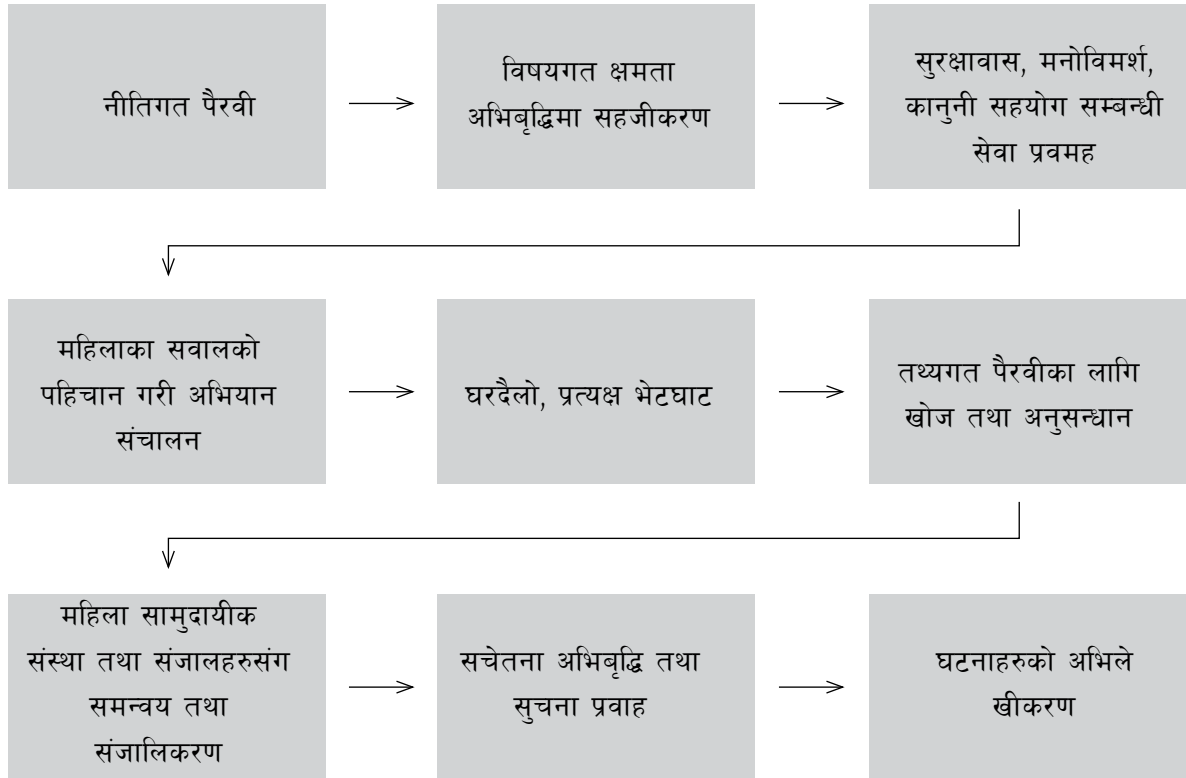 नीतिगत पैरवी
विषयगत क्षमता
अभिबृद्धिमा सहजीकरण
सुरक्षावास, मनोविमर्श,
कानुनी सहयोग सम्बन्धी
सेवा प्रवमह
महिलाका सवालको
पहिचान गरी अभियान
संचालन
घरदैलो, प्रत्यक्ष भेटघाट
तथ्यगत पैरवीका लागि
खोज तथा अनुसन्धान
महिला सामुदायीक
संस्था तथा संजालहरुसंग
समन्वय तथा
संजालिकरण
सचेतना अभिबृद्धि तथा
सुचना प्रवाह
घटनाहरुको अभिले
खीकरण